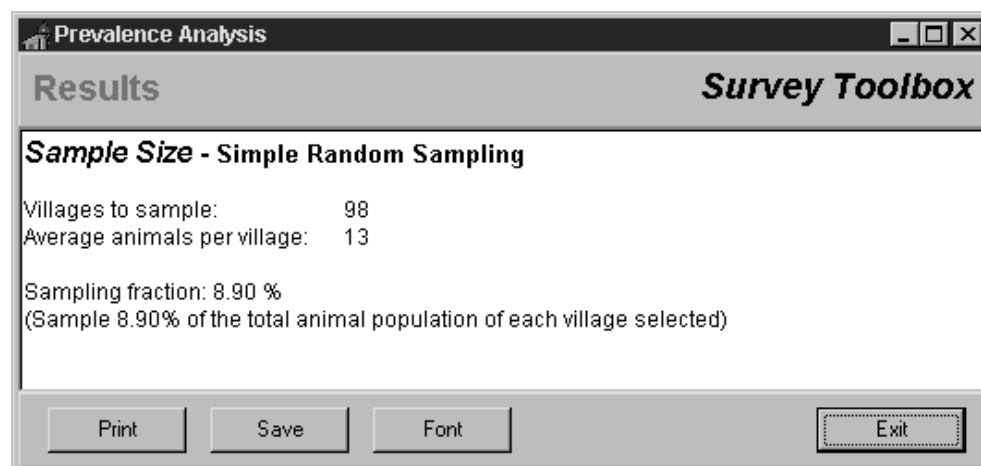 Prevalence Analysis
Results
Survey Toolbox
Sample Size - Simple Random Sampling
Villages to sample: 98
Average animals per village: 13
Sampling fraction: 8.90 %
(Sample 8.90% of the total animal population of each village selected)
Print Save Font Exit